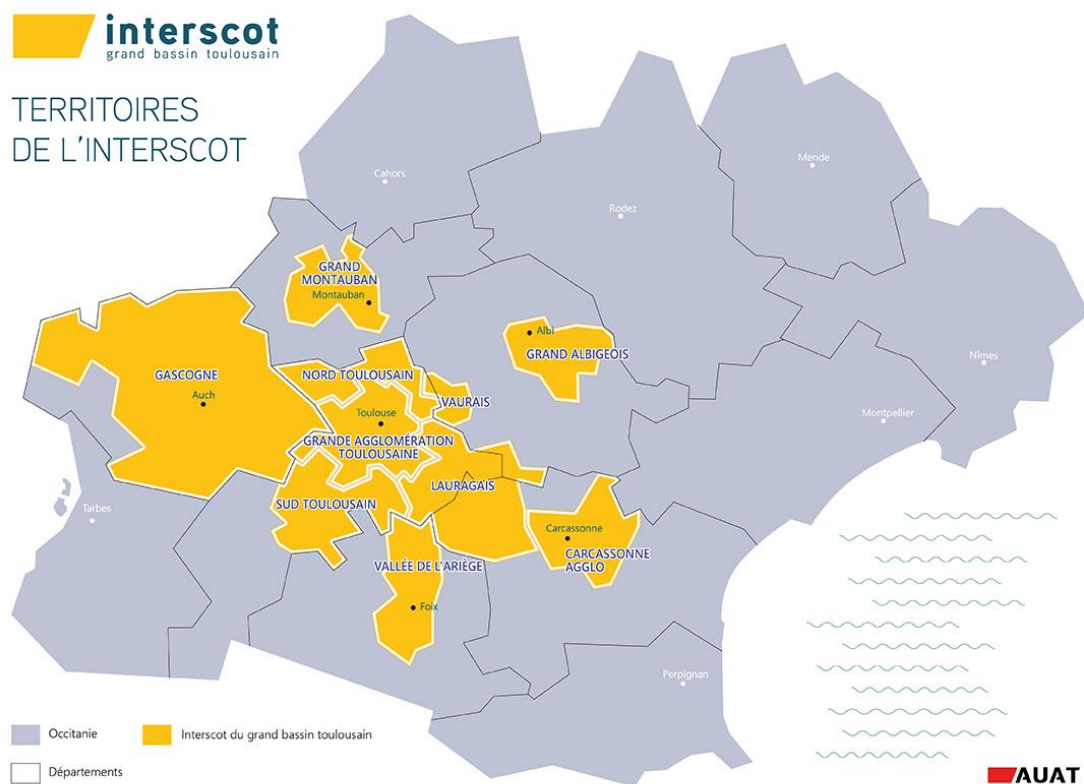 interscot
grand bassin toulousain
TERRITOIRES
DE L'INTERSCOT
Cahors
Mende
Rodez
GRAND
MONTAUBAN
Montauban
Albi
GRAND ALBIGEOIS
Nîmes
GASCOGNE
Auch
NORD TOULOUSAIN
VAURAIS
Toulouse
Montpellier
GRANDE AGGLOMÉRATION
TOULOUSAINE
LAURAGAIS
SUD TOULOUSAIN
Tarbes
Carcassonne
CARCASSONNE
AGGLO
VALLÉE DE L'ARIÈGE
Foix
Perpignan
Occitanie
Interscot du grand bassin toulousain
Départements
AUAT